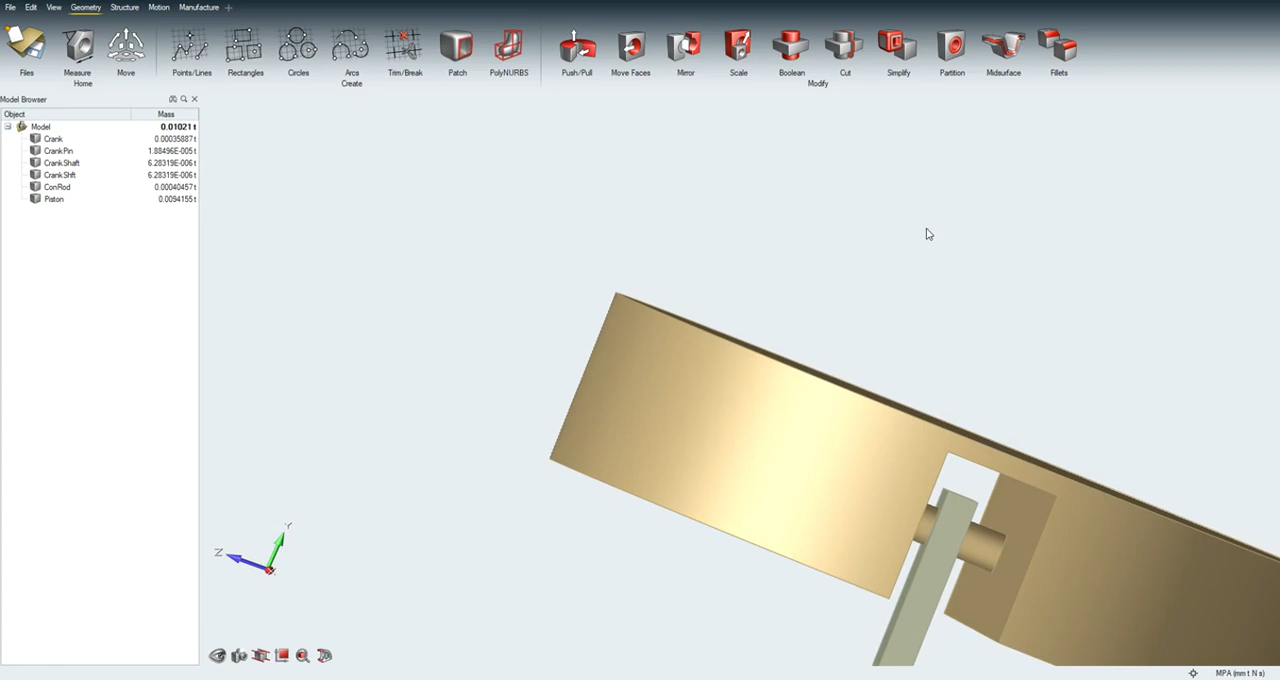 File Edit View Geometry Structure Motion Manufacture
Files Measure Move Points/Lines Rectangles Circles Arcs Trim/Break Patch PolyNURBS Push/Pull Move Faces Mirror Scale Boolean Cut Simplify Partition Midsurface Fillets
Home Create Modify
Model Browser
Object Mass
Model 0.01021 t
Crank 0.00035887 t
CrankPin 1.88496E-005 t
CrankShaft 6.28319E-006 t
CrankShft 6.28319E-006 t
ConRod 0.00040457 t
Piston 0.0094155 t
Y
Z
MPA (mm t N s)